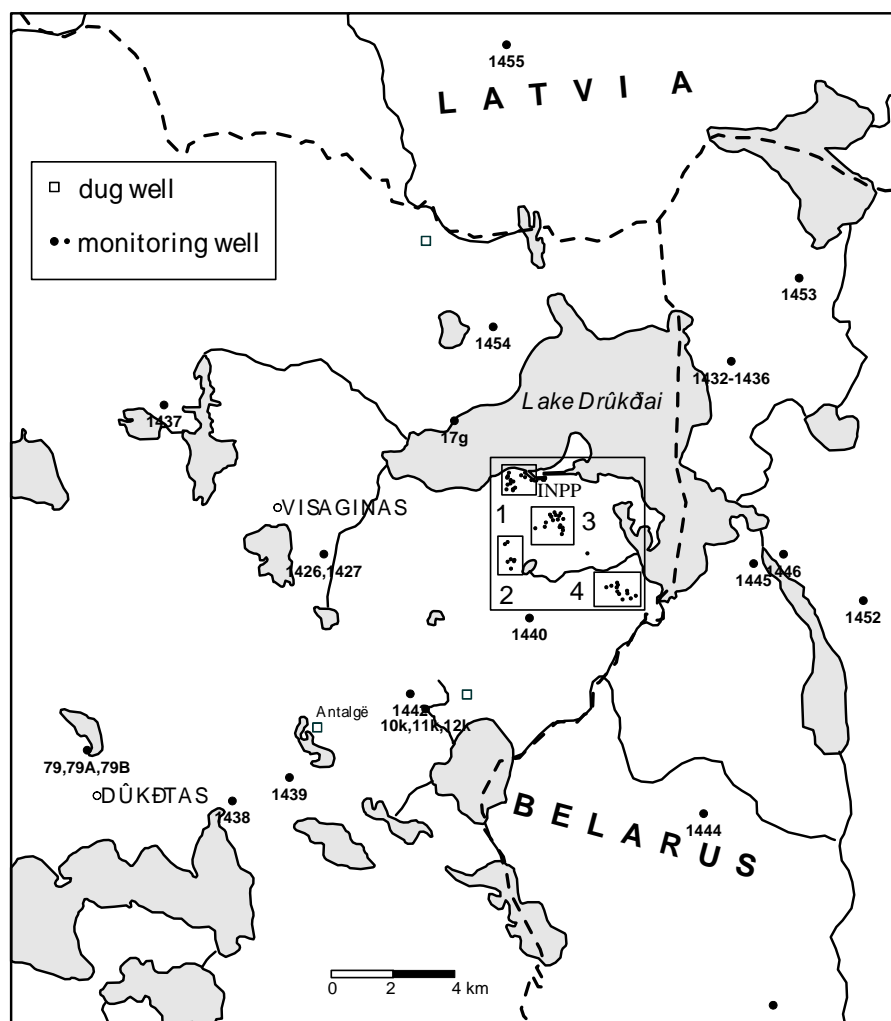 1455
LATVIA
dug well
monitoring well
1453
1454
1432-1436
Lake Drûkðai
1437
17g
INPP
VISAGINAS
1
3
1426,1427
1445
1446
2
4
1452
1440
1442
Antalgë
10k,11k,12k
79,79A,79B
1439
DÛKÐTAS
1438
BELARUS
1444
0 2 4 km